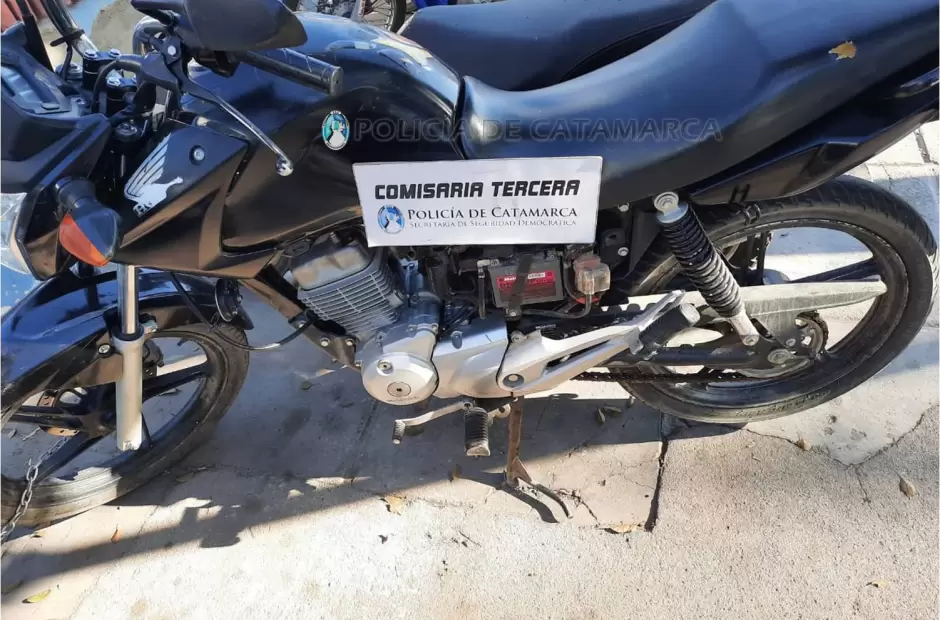 POLICÍA DE CATAMARCA
COMISARIA TERCERA
POLICÍA DE CATAMARCA
SECRETARÍA DE SEGURIDAD DEMOCRÁTICA